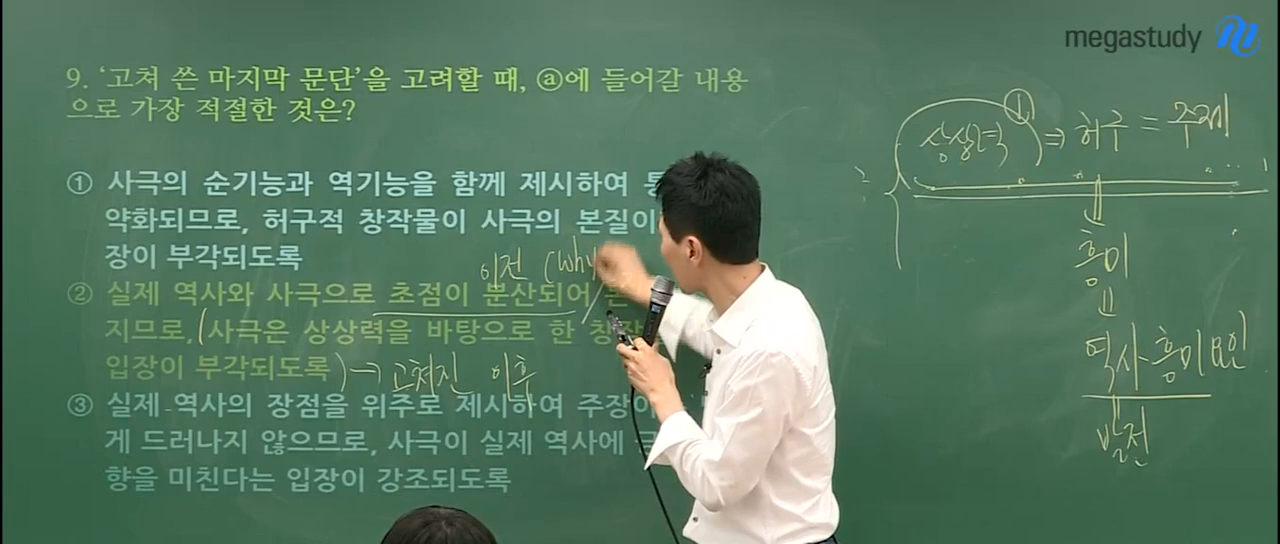 megastudy
9. ‘고쳐 쓴 마지막 문단’을 고려할 때, ⓐ에 들어갈 내용
으로 가장 적절한 것은?
① 사극의 순기능과 역기능을 함께 제시하여
약화되므로, 허구적 창작물이 사극의 본질이
장이 부각되도록
이전 (why
② 실제 역사와 사극으로 초점이 분산되어
지므로, (사극은 상상력을 바탕으로 한
입장이 부각되도록) → 고쳐진 이후
③ 실제 역사의 장점을 위주로 제시하여 주장이
게 드러나지 않으므로, 사극이 실제 역사에
향을 미친다는 입장이 강조되도록
상상력 ⇒ 허구 = 주제
흥미
역사 흥미 요인
발전